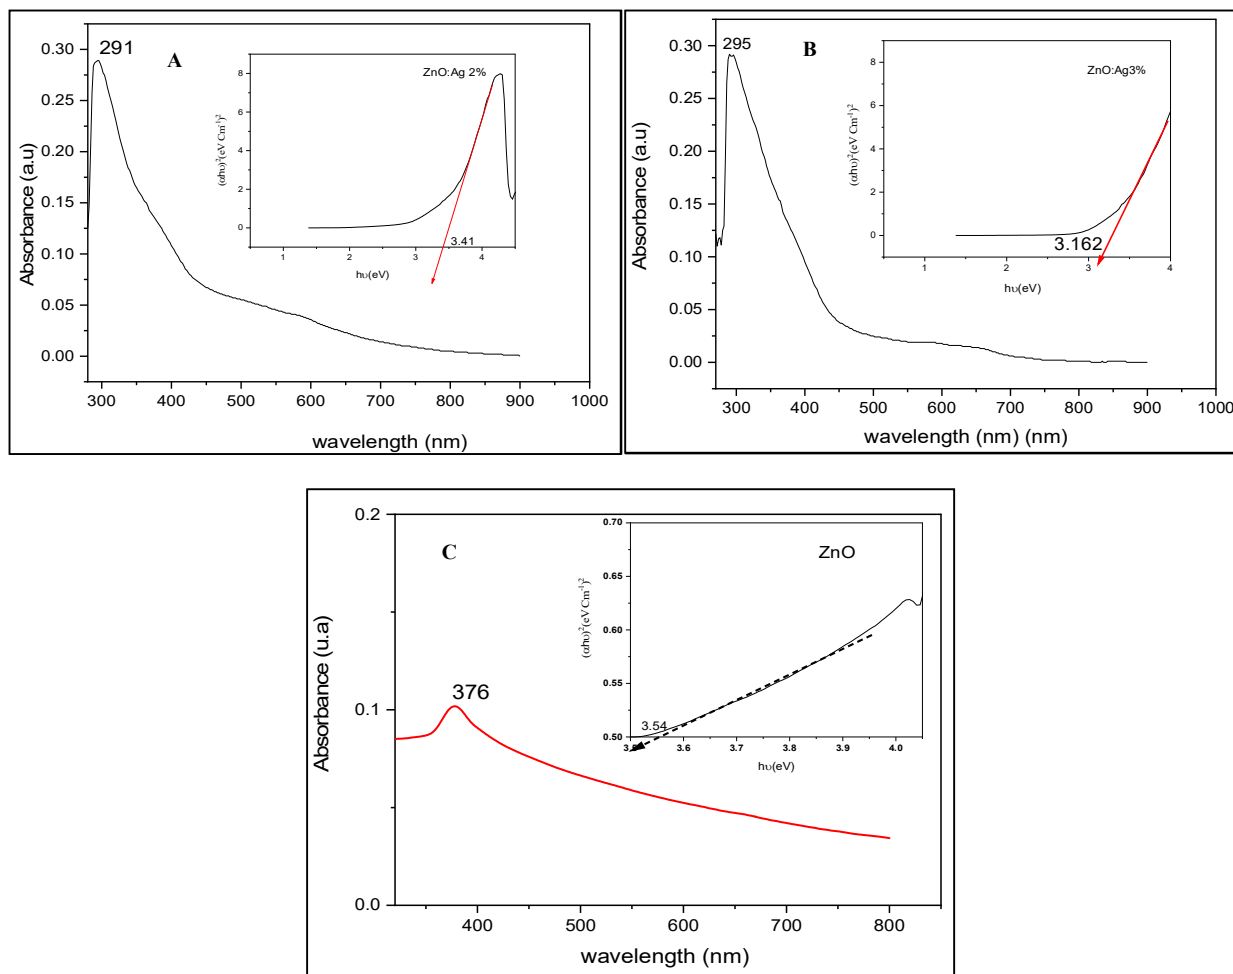 A
291
ZnO:Ag 2%
(αhυ)²(eV Cm⁻¹)²
8
6
4
2
0
1 2 3 4
3.41
hυ(eV)
Absorbance (a.u)
0.30
0.25
0.20
0.15
0.10
0.05
0.00
300 400 500 600 700 800 900 1000
wavelength (nm)
B
295
ZnO:Ag3%
(αhυ)²(eV Cm⁻¹)²
8
6
4
2
0
3.162
1 2 3 4
hυ(eV)
Absorbance (a.u)
0.30
0.25
0.20
0.15
0.10
0.05
0.00
300 400 500 600 700 800 900 1000
wavelength (nm) (nm)
C
376
ZnO
(αhυ)²(eV Cm⁻¹)²
0.70
0.65
0.60
0.55
0.50
3.54
3.6 3.7 3.8 3.9 4.0
hυ(eV)
Absorbance (u.a)
0.2
0.1
0.0
400 500 600 700 800
wavelength (nm)